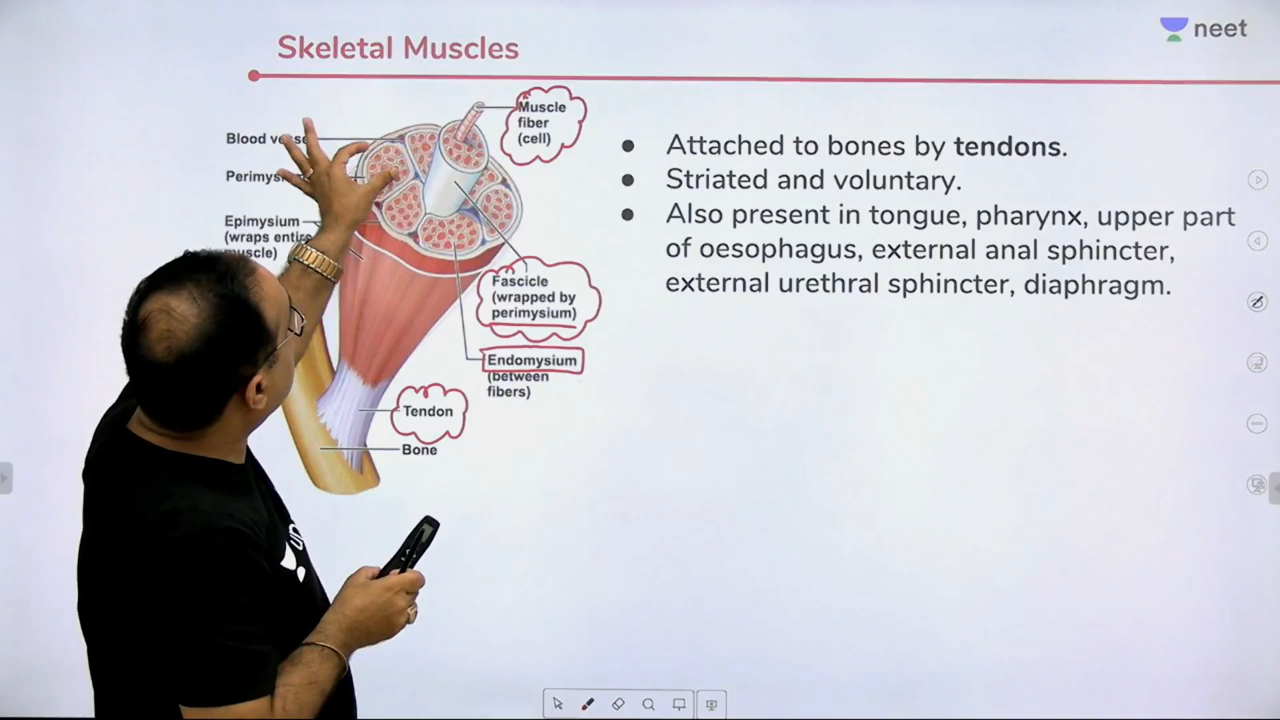 neet
Skeletal Muscles
Muscle
fiber
(cell)
Blood
Epimysium
(wraps
muscle)
Fascicle
(wrapped by
perimysium)
Endomysium
(between
fibers)
Tendon
Bone
● Attached to bones by tendons.
● Striated and voluntary.
● Also present in tongue, pharynx, upper part
of oesophagus, external anal sphincter,
external urethral sphincter, diaphragm.